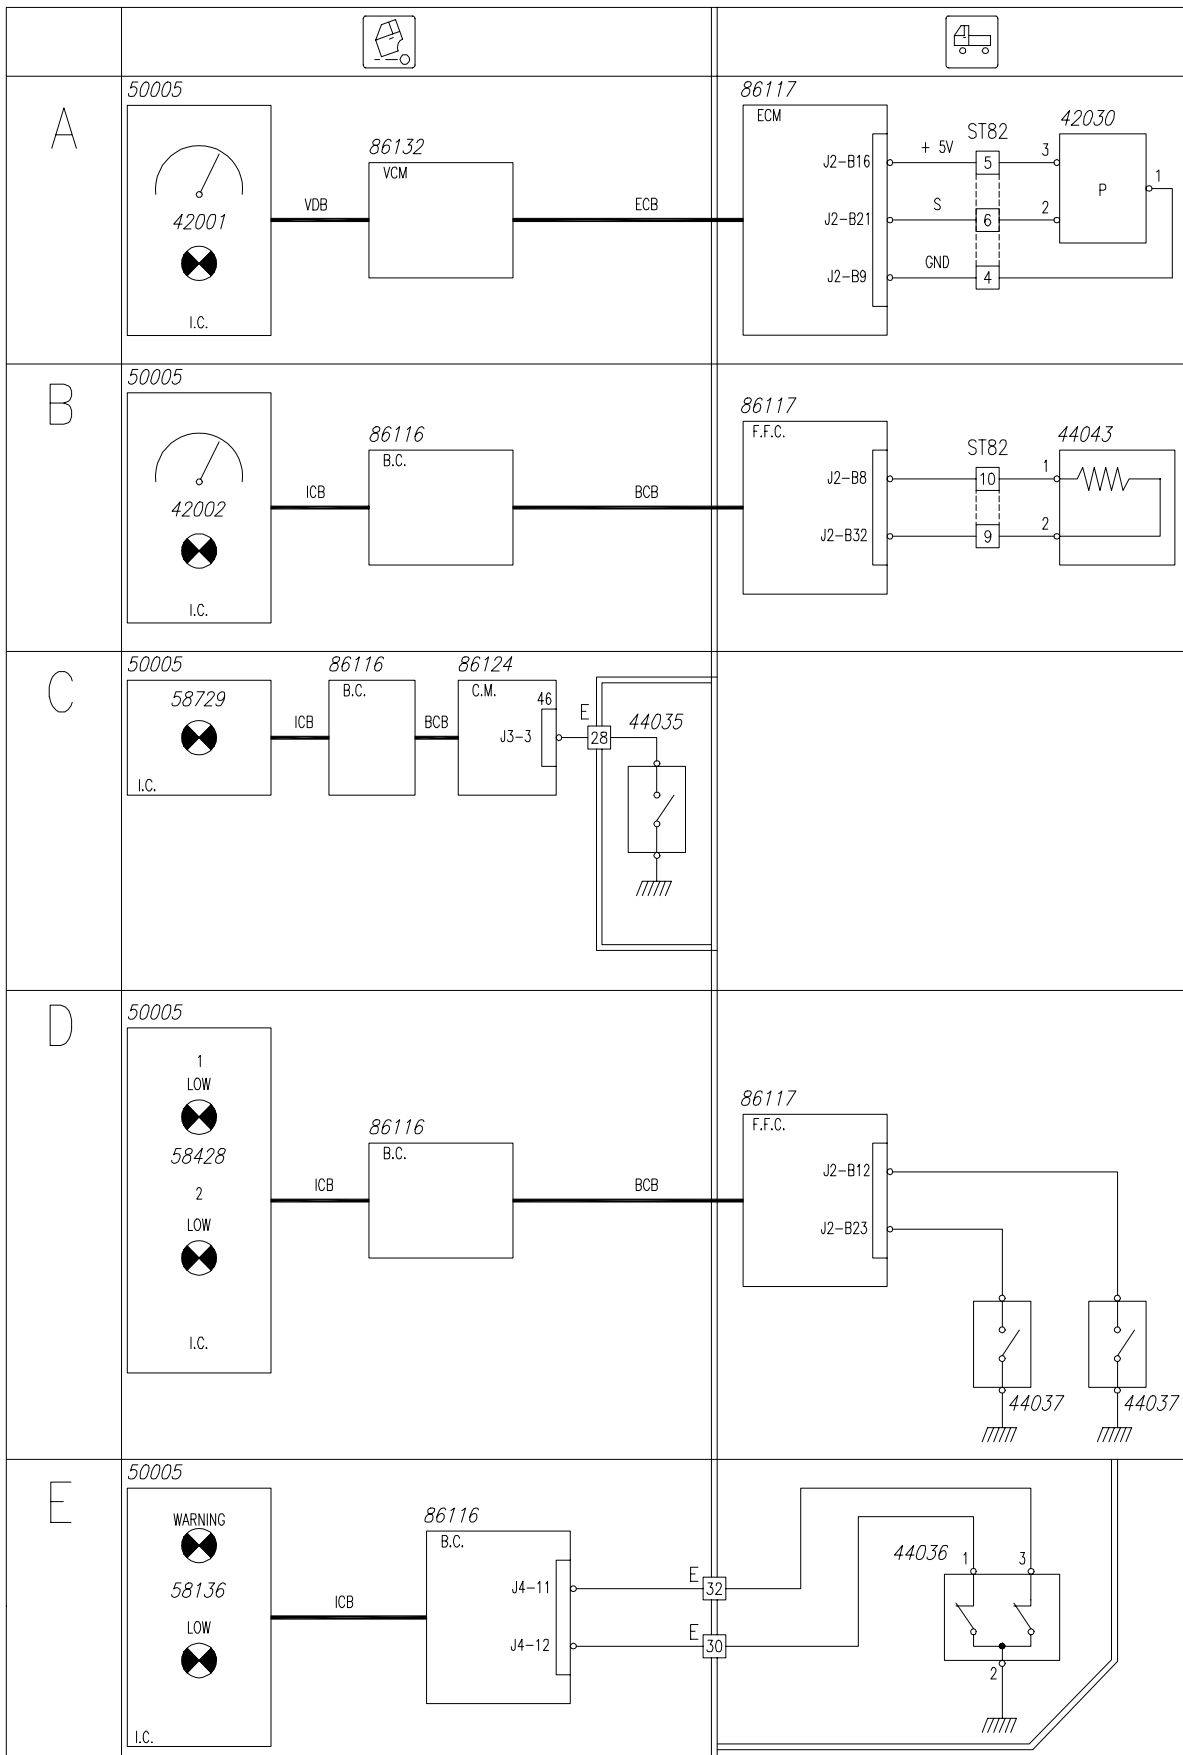 A
50005
42001
I.C.
VDB
86132
VCM
ECB
86117
ECM
J2-B16
J2-B21
J2-B9
+ 5V
S
GND
ST82
5
6
4
42030
3
2
P
1
B
50005
42002
I.C.
ICB
86116
B.C.
BCB
86117
F.F.C.
J2-B8
J2-B32
ST82
10
9
44043
1
2
C
50005
58729
I.C.
ICB
86116
B.C.
BCB
86124
C.M.
46
J3-3
E
28
44035
D
50005
1
LOW
58428
2
LOW
I.C.
ICB
86116
B.C.
BCB
86117
F.F.C.
J2-B12
J2-B23
44037
44037
E
50005
WARNING
58136
LOW
I.C.
ICB
86116
B.C.
J4-11
J4-12
E
32
E
30
44036
1
3
2